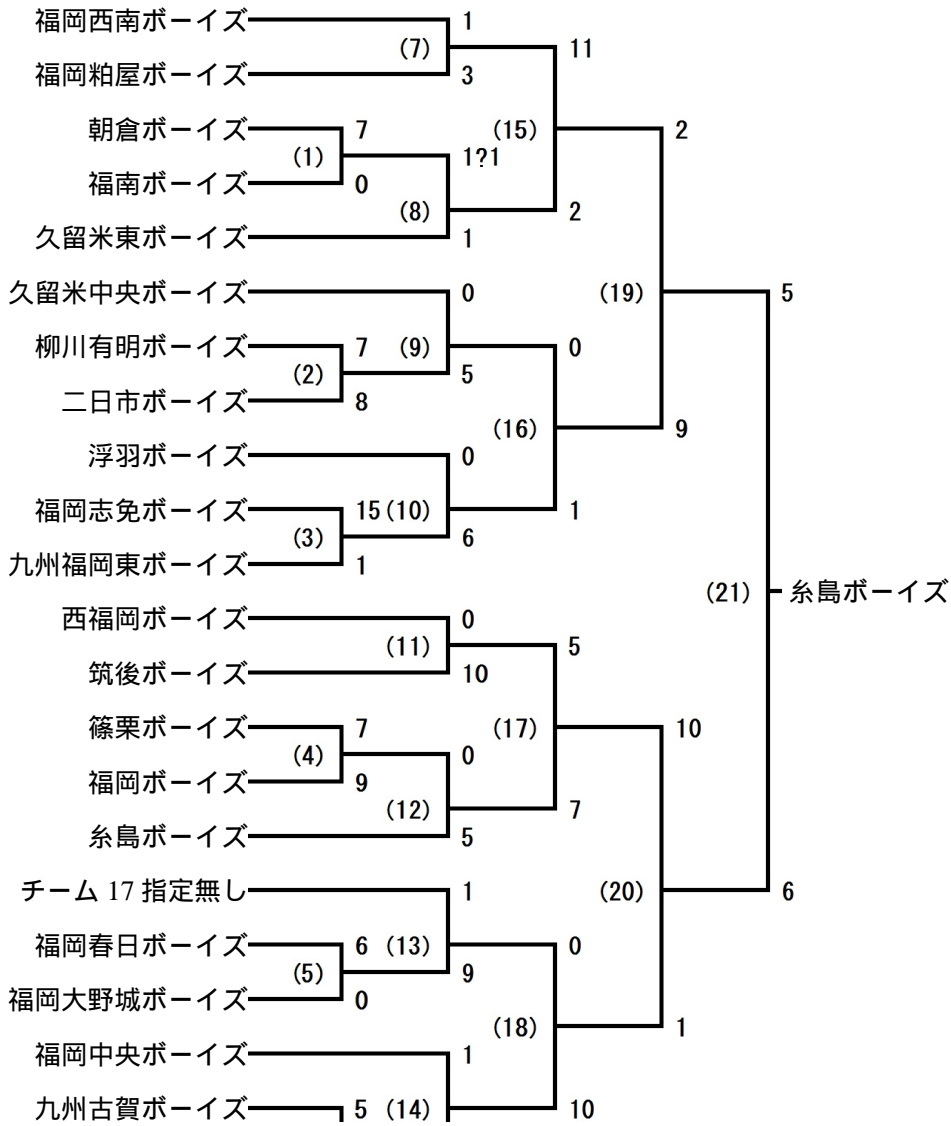 福岡西南ボーイズ 1
(7) 11
福岡粕屋ボーイズ 3
朝倉ボーイズ 7 (15) 2
(1) 1?1
福南ボーイズ 0
(8) 2
久留米東ボーイズ 1
久留米中央ボーイズ 0 (19) 5
柳川有明ボーイズ 7 (9) 0
(2) 5
二日市ボーイズ 8
(16) 9
浮羽ボーイズ 0
福岡志免ボーイズ 15 (10) 1
(3) 6
九州福岡東ボーイズ 1
(21) 糸島ボーイズ
西福岡ボーイズ 0
(11) 5
筑後ボーイズ 10
篠栗ボーイズ 7 (17) 10
(4) 0
福岡ボーイズ 9
(12) 7
糸島ボーイズ 5
チーム 17 指定無し 1 (20) 6
福岡春日ボーイズ 6 (13) 0
(5) 9
福岡大野城ボーイズ 0
(18) 1
福岡中央ボーイズ 1
九州古賀ボーイズ 5 (14) 10